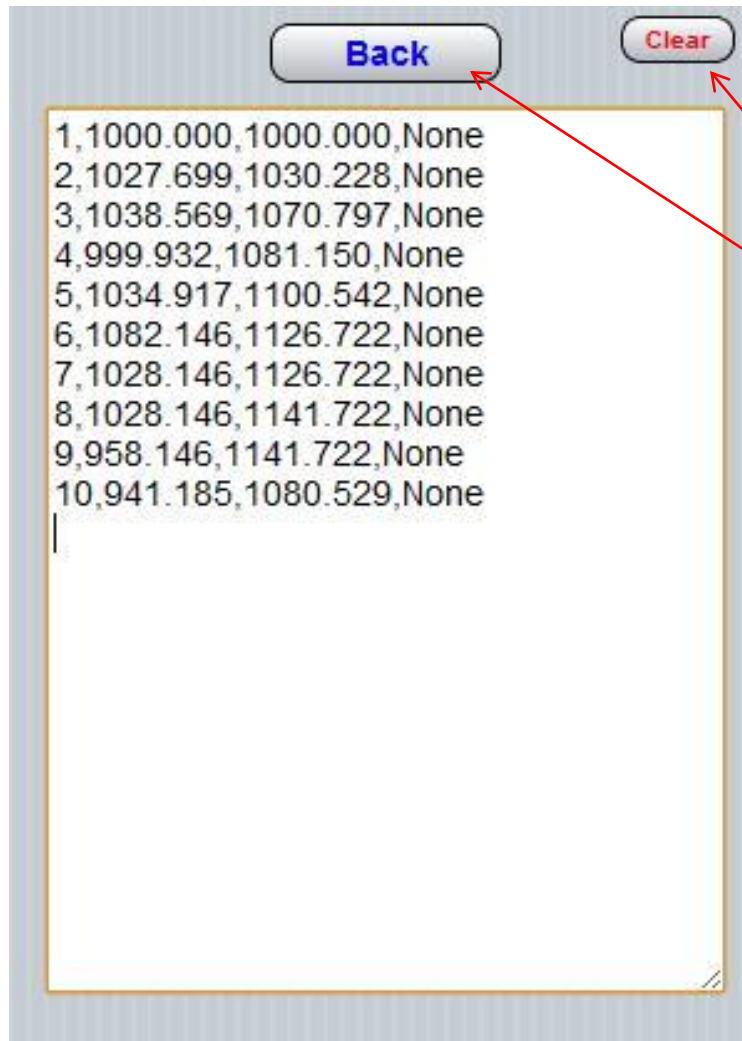 Back
Clear
1,1000.000,1000.000,None
2,1027.699,1030.228,None
3,1038.569,1070.797,None
4,999.932,1081.150,None
5,1034.917,1100.542,None
6,1082.146,1126.722,None
7,1028.146,1126.722,None
8,1028.146,1141.722,None
9,958.146,1141.722,None
10,941.185,1080.529,None